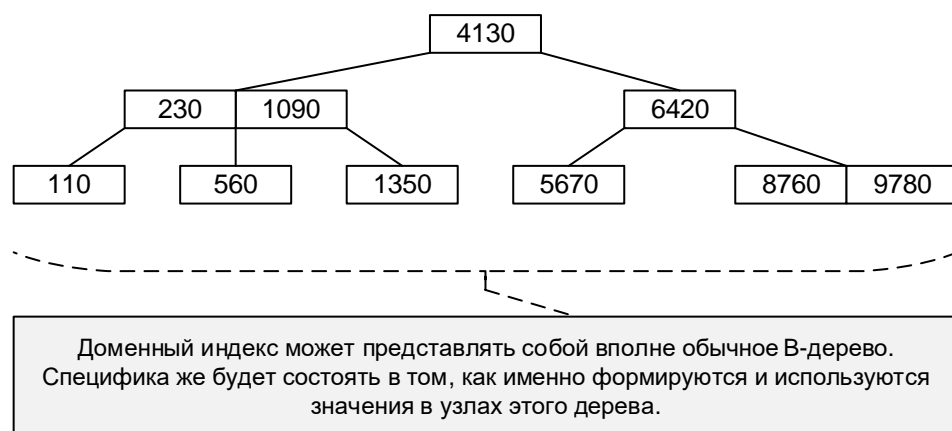 4130
230 1090 6420
110 560 1350 5670 8760 9780
Доменный индекс может представлять собой вполне обычное B-дерево.
Специфика же будет состоять в том, как именно формируются и используются
значения в узлах этого дерева.